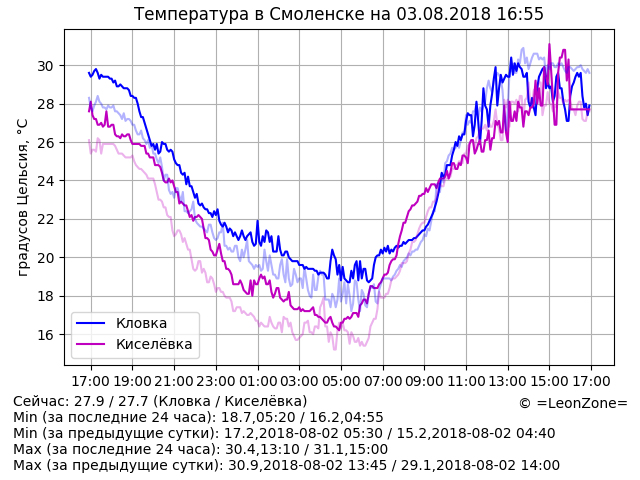 Температура в Смоленске на 03.08.2018 16:55
градусов Цельсия, °C
30
28
26
24
22
20
18
16
Кловка
Киселёвка
17:00 19:00 21:00 23:00 01:00 03:00 05:00 07:00 09:00 11:00 13:00 15:00 17:00
Сейчас: 27.9 / 27.7 (Кловка / Киселёвка)
© =LeonZone=
Min (за последние 24 часа): 18.7,05:20 / 16.2,04:55
Min (за предыдущие сутки): 17.2,2018-08-02 05:30 / 15.2,2018-08-02 04:40
Max (за последние 24 часа): 30.4,13:10 / 31.1,15:00
Max (за предыдущие сутки): 30.9,2018-08-02 13:45 / 29.1,2018-08-02 14:00